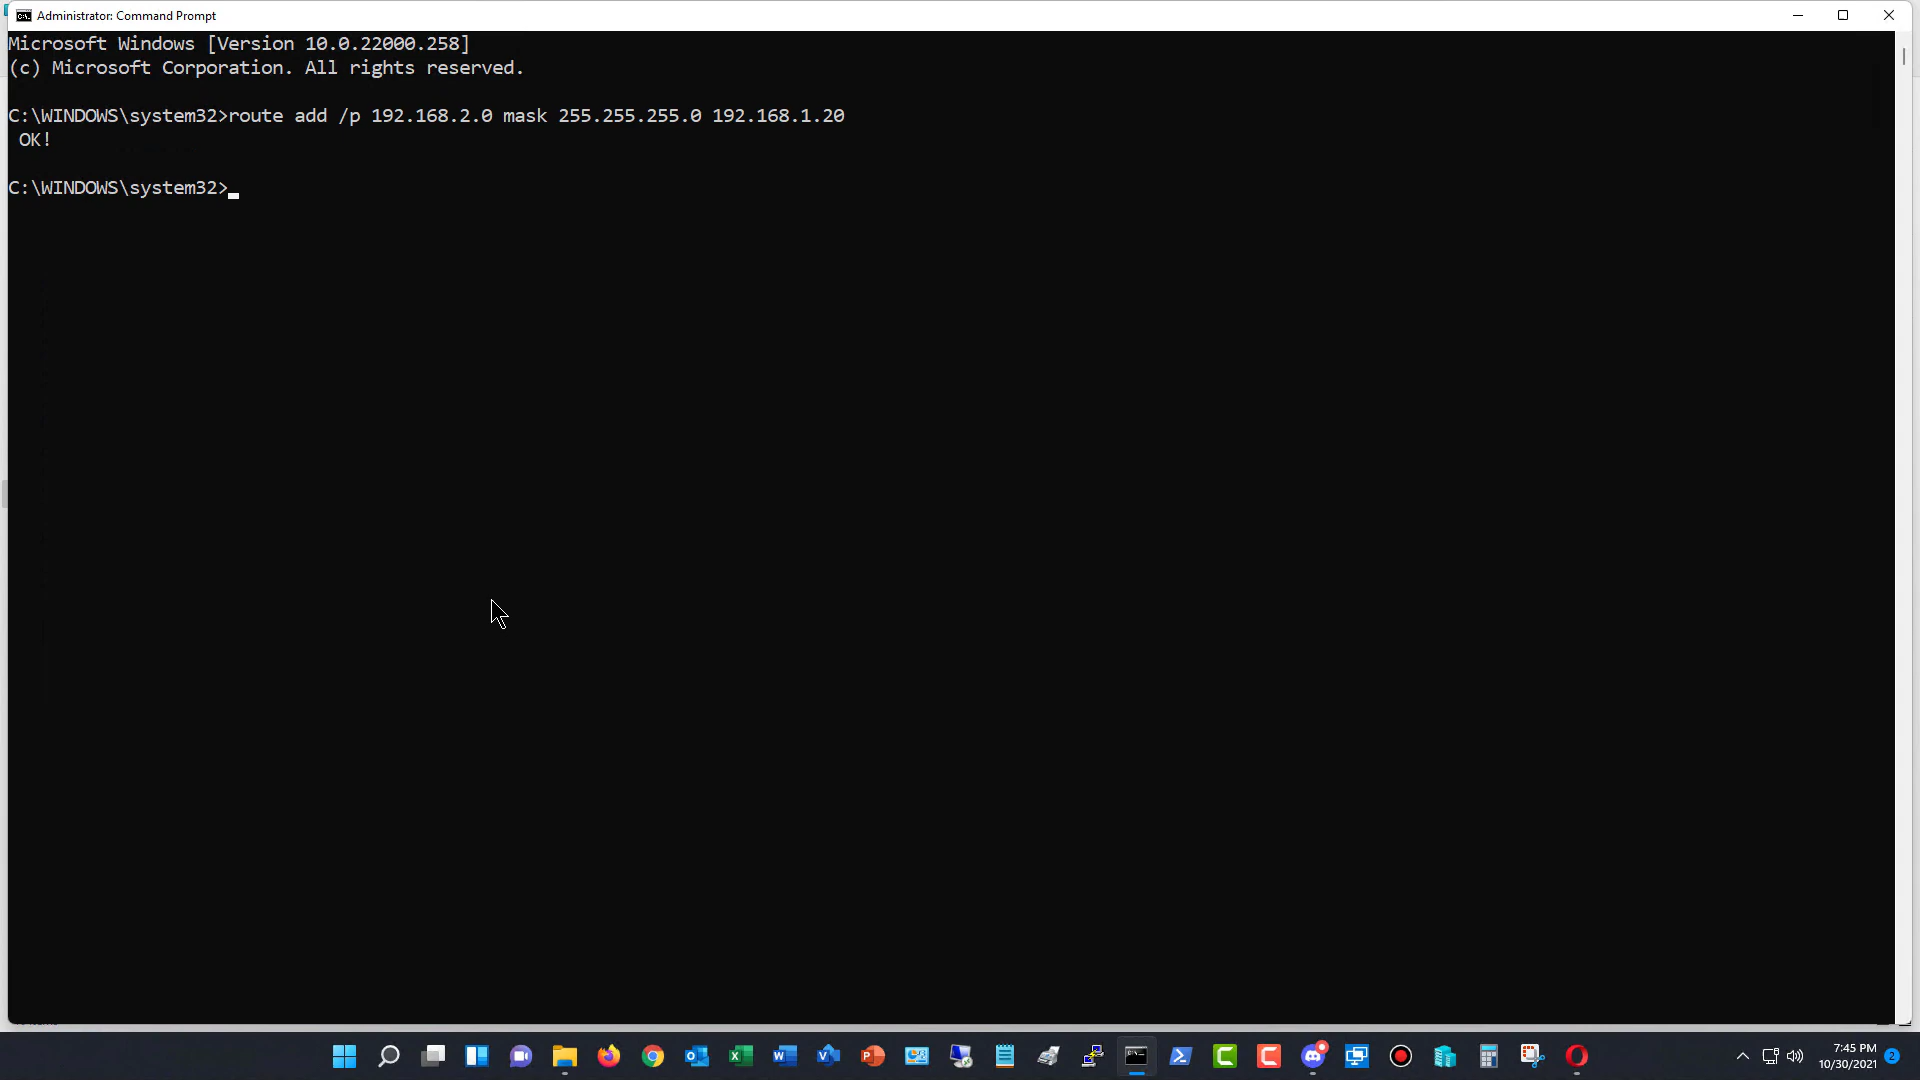 Administrator: Command Prompt
Microsoft Windows [Version 10.0.22000.258]
(c) Microsoft Corporation. All rights reserved.
C:\WINDOWS\system32>route add /p 192.168.2.0 mask 255.255.255.0 192.168.1.20
OK!
C:\WINDOWS\system32>
7:45 PM
10/30/2021
2